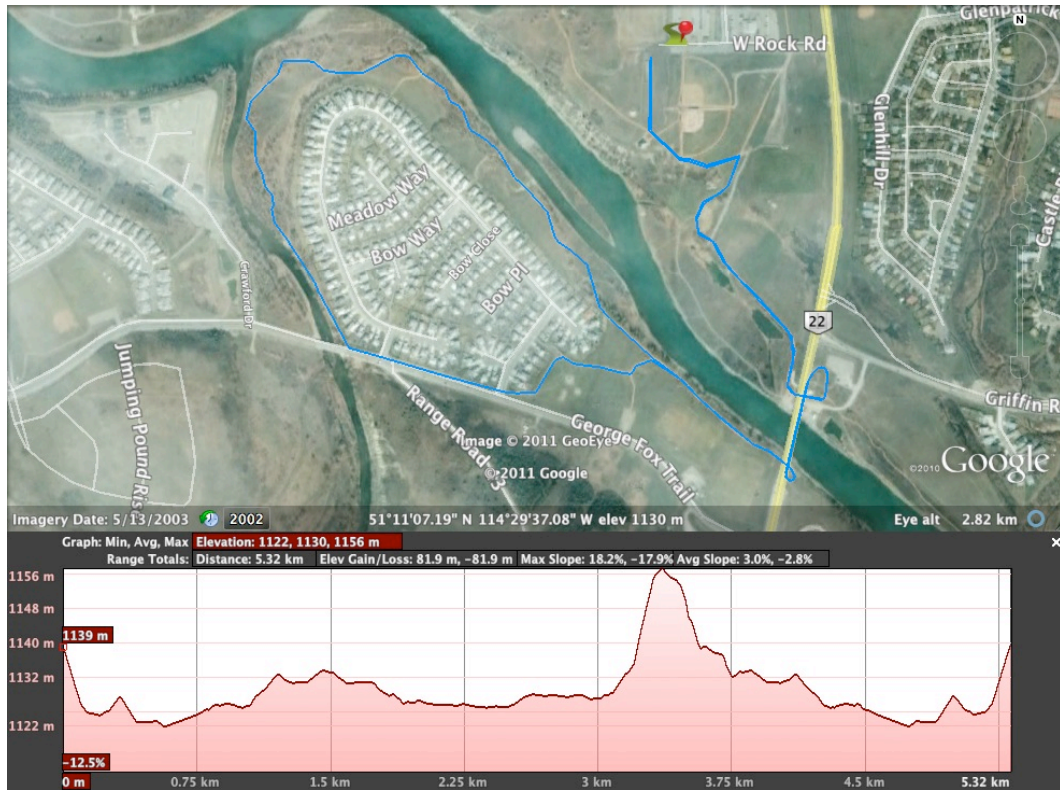 Glenpatrick
N
W Rock Rd
Glenhill Dr
Castle
Meadow Way
Bow Way
Bow Close
Bow Pl
Crawford Dr
22
Jumping Pound Ris
Griffin R
Range Road
George Fox Trail
Image © 2011 GeoEye
© 2011 Google
©2010 Google
Imagery Date: 5/13/2003 2002 51°11'07.19" N 114°29'37.08" W elev 1130 m Eye alt 2.82 km
Graph: Min, Avg, Max Elevation: 1122, 1130, 1156 m
Range Totals: Distance: 5.32 km Elev Gain/Loss: 81.9 m, -81.9 m Max Slope: 18.2%, -17.9% Avg Slope: 3.0%, -2.8%
1156 m
1148 m
1140 m
1139 m
1132 m
1122 m
-12.5%
0 m 0.75 km 1.5 km 2.25 km 3 km 3.75 km 4.5 km 5.32 km